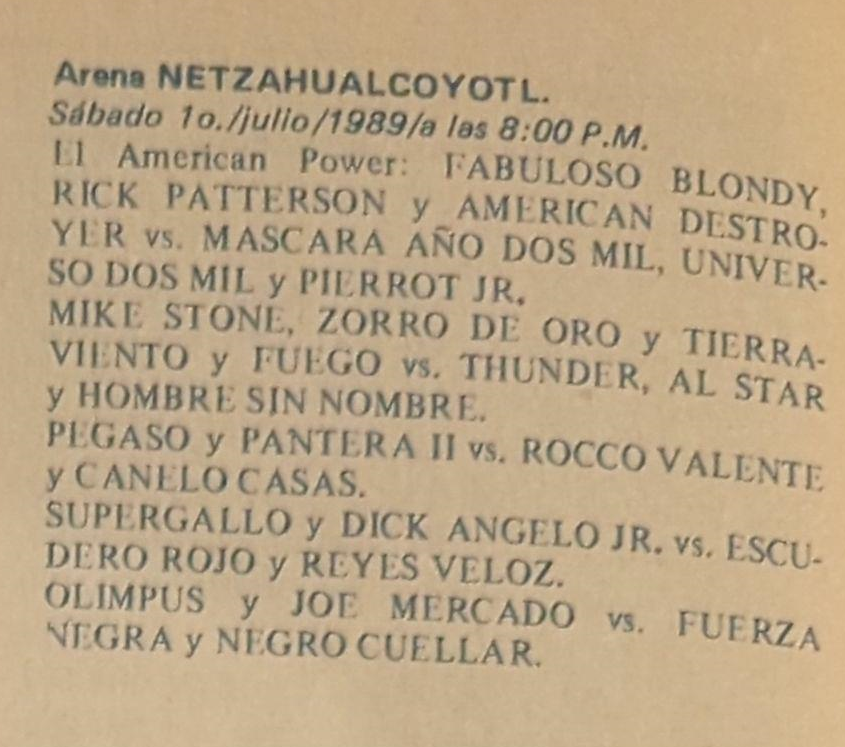 Arena NETZAHUALCOYOTL.
Sábado 1o./julio/1989/a las 8:00 P.M.
El American Power: FABULOSO BLONDY,
RICK PATTERSON y AMERICAN DESTRO-
YER vs. MASCARA AÑO DOS MIL, UNIVER-
SO DOS MIL y PIERROT JR.
MIKE STONE, ZORRO DE ORO y TIERRA-
VIENTO y FUEGO vs. THUNDER, AL STAR
y HOMBRE SIN NOMBRE.
PEGASO y PANTERA II vs. ROCCO VALENTE
y CANELO CASAS.
SUPERGALLO y DICK ANGELO JR. vs. ESCU-
DERO ROJO y REYES VELOZ.
OLIMPUS y JOE MERCADO vs. FUERZA
NEGRA y NEGRO CUELLAR.